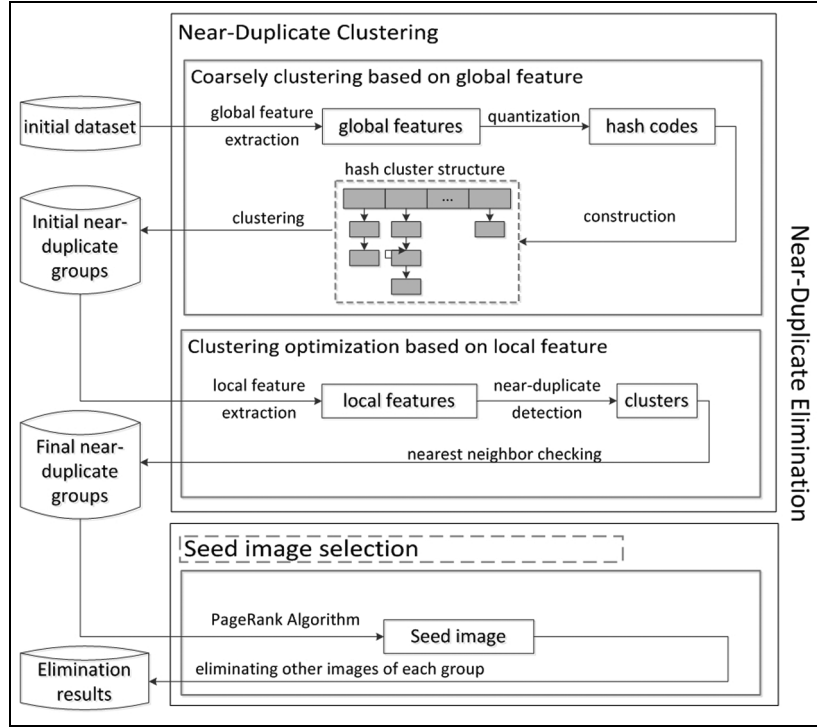 Near-Duplicate Clustering
Coarsely clustering based on global feature
initial dataset
global feature
extraction
global features
quantization
hash codes
hash cluster structure
...
construction
clustering
Initial near-
duplicate
groups
Clustering optimization based on local feature
local feature
extraction
local features
near-duplicate
detection
clusters
nearest neighbor checking
Final near-
duplicate
groups
Seed image selection
PageRank Algorithm
Seed image
eliminating other images of each group
Elimination
results
Near-Duplicate Elimination